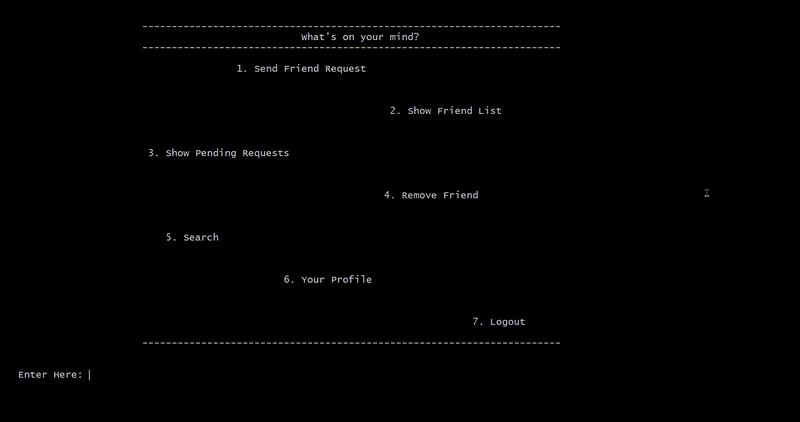 ------------------------------------------------------------------------
What's on your mind?
------------------------------------------------------------------------
1. Send Friend Request
2. Show Friend List
3. Show Pending Requests
4. Remove Friend
5. Search
6. Your Profile
7. Logout
------------------------------------------------------------------------
Enter Here: